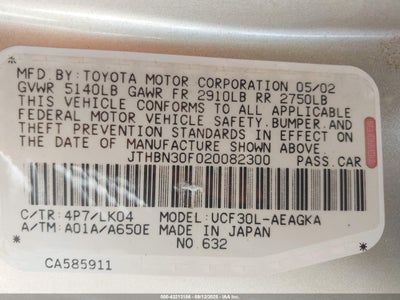 MFD.BY:TOYOTA MOTOR CORPORATION 05/02
GVWR 5140LB GAWR FR 2910LB RR 2750LB
THIS VEHICLE CONFORMS TO ALL APPLICABLE
FEDERAL MOTOR VEHICLE SAFETY,BUMPER,AND
THEFT PREVENTION STANDARDS IN EFFECT ON
THE DATE OF MANUFACTURE SHOWN ABOVE.
JTHBN30F020082300 PASS.CAR
C/TR:4P7/LK04 MODEL:UCF30L-AEAGKA
A/TM:A01A/A650E MADE IN JAPAN
NO.632
CA585911